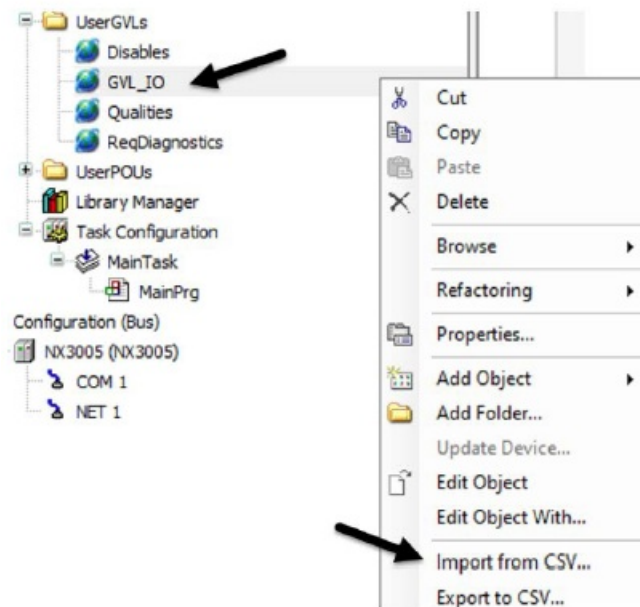 UserGVLs
Disables
GVL_IO
Qualities
ReqDiagnostics
UserPOUs
Library Manager
Task Configuration
MainTask
MainPrg
Configuration (Bus)
NX3005 (NX3005)
COM 1
NET 1
Cut
Copy
Paste
Delete
Browse
Refactoring
Properties...
Add Object
Add Folder...
Update Device...
Edit Object
Edit Object With...
Import from CSV...
Export to CSV...